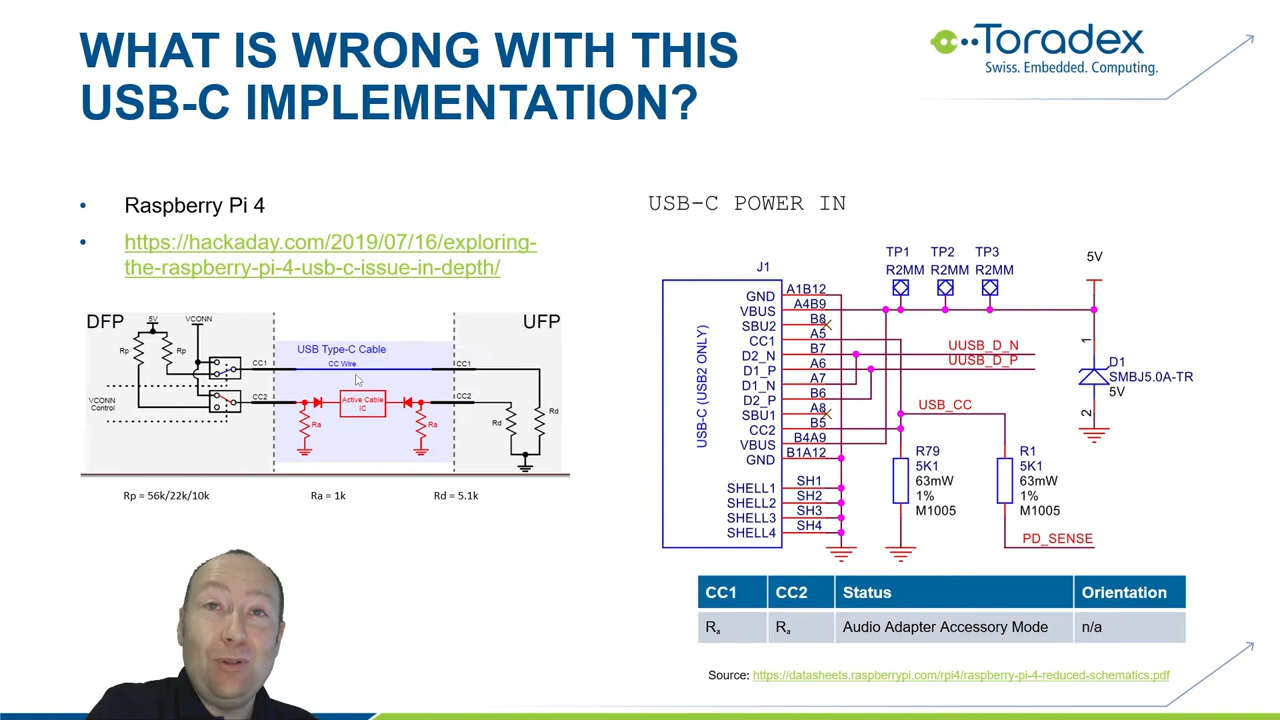 WHAT IS WRONG WITH THIS
USB-C IMPLEMENTATION?
Toradex
Swiss. Embedded. Computing.
• Raspberry Pi 4
• https://hackaday.com/2019/07/16/exploring-
the-raspberry-pi-4-usb-c-issue-in-depth/
DFP
5V
VCONN
UFP
Rp
Rp
USB Type-C Cable
CC Wire
CC1
CC1
CC2
CC2
VCONN
Control
Active Cable
IC
Ra
Ra
Rd
Rd
Rp = 56k/22k/10k
Ra = 1k
Rd = 5.1k
USB-C POWER IN
TP1
R2MM
TP2
R2MM
TP3
R2MM
5V
J1
USB-C (USB2 ONLY)
GND A1B12
VBUS A4B9
SBU2 B8
CC1 A5
D2_N B7
D1_P A6
D1_N A7
D2_P B6
SBU1 A8
CC2 B5
VBUS B4A9
GND B1A12
SHELL1 SH1
SHELL2 SH2
SHELL3 SH3
SHELL4 SH4
UUSB_D_N
UUSB_D_P
USB_CC
1
D1
SMBJ5.0A-TR
5V
2
R79
5K1
63mW
1%
M1005
R1
5K1
63mW
1%
M1005
PD_SENSE
CC1 CC2 Status Orientation
Ra Ra Audio Adapter Accessory Mode n/a
Source: https://datasheets.raspberrypi.com/rpi4/raspberry-pi-4-reduced-schematics.pdf